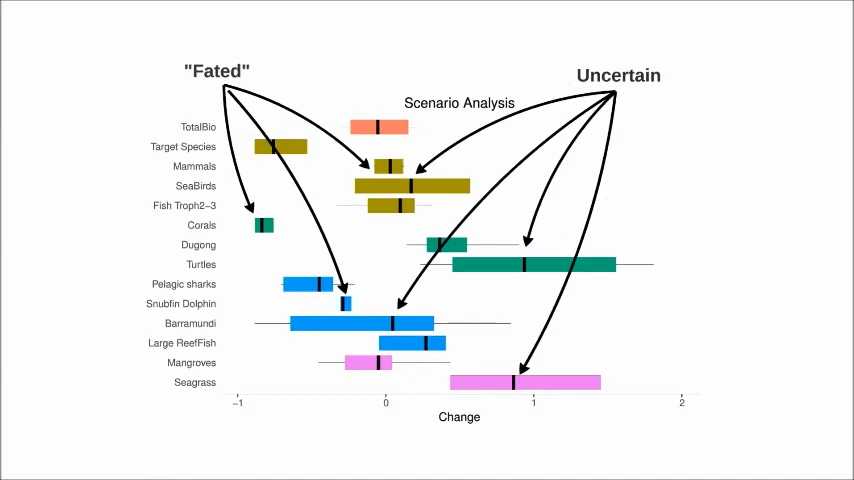 "Fated"
Uncertain
Scenario Analysis
TotalBio
Target Species
Mammals
SeaBirds
Fish Troph2−3
Corals
Dugong
Turtles
Pelagic sharks
Snubfin Dolphin
Barramundi
Large ReefFish
Mangroves
Seagrass
−1 0 1 2
Change